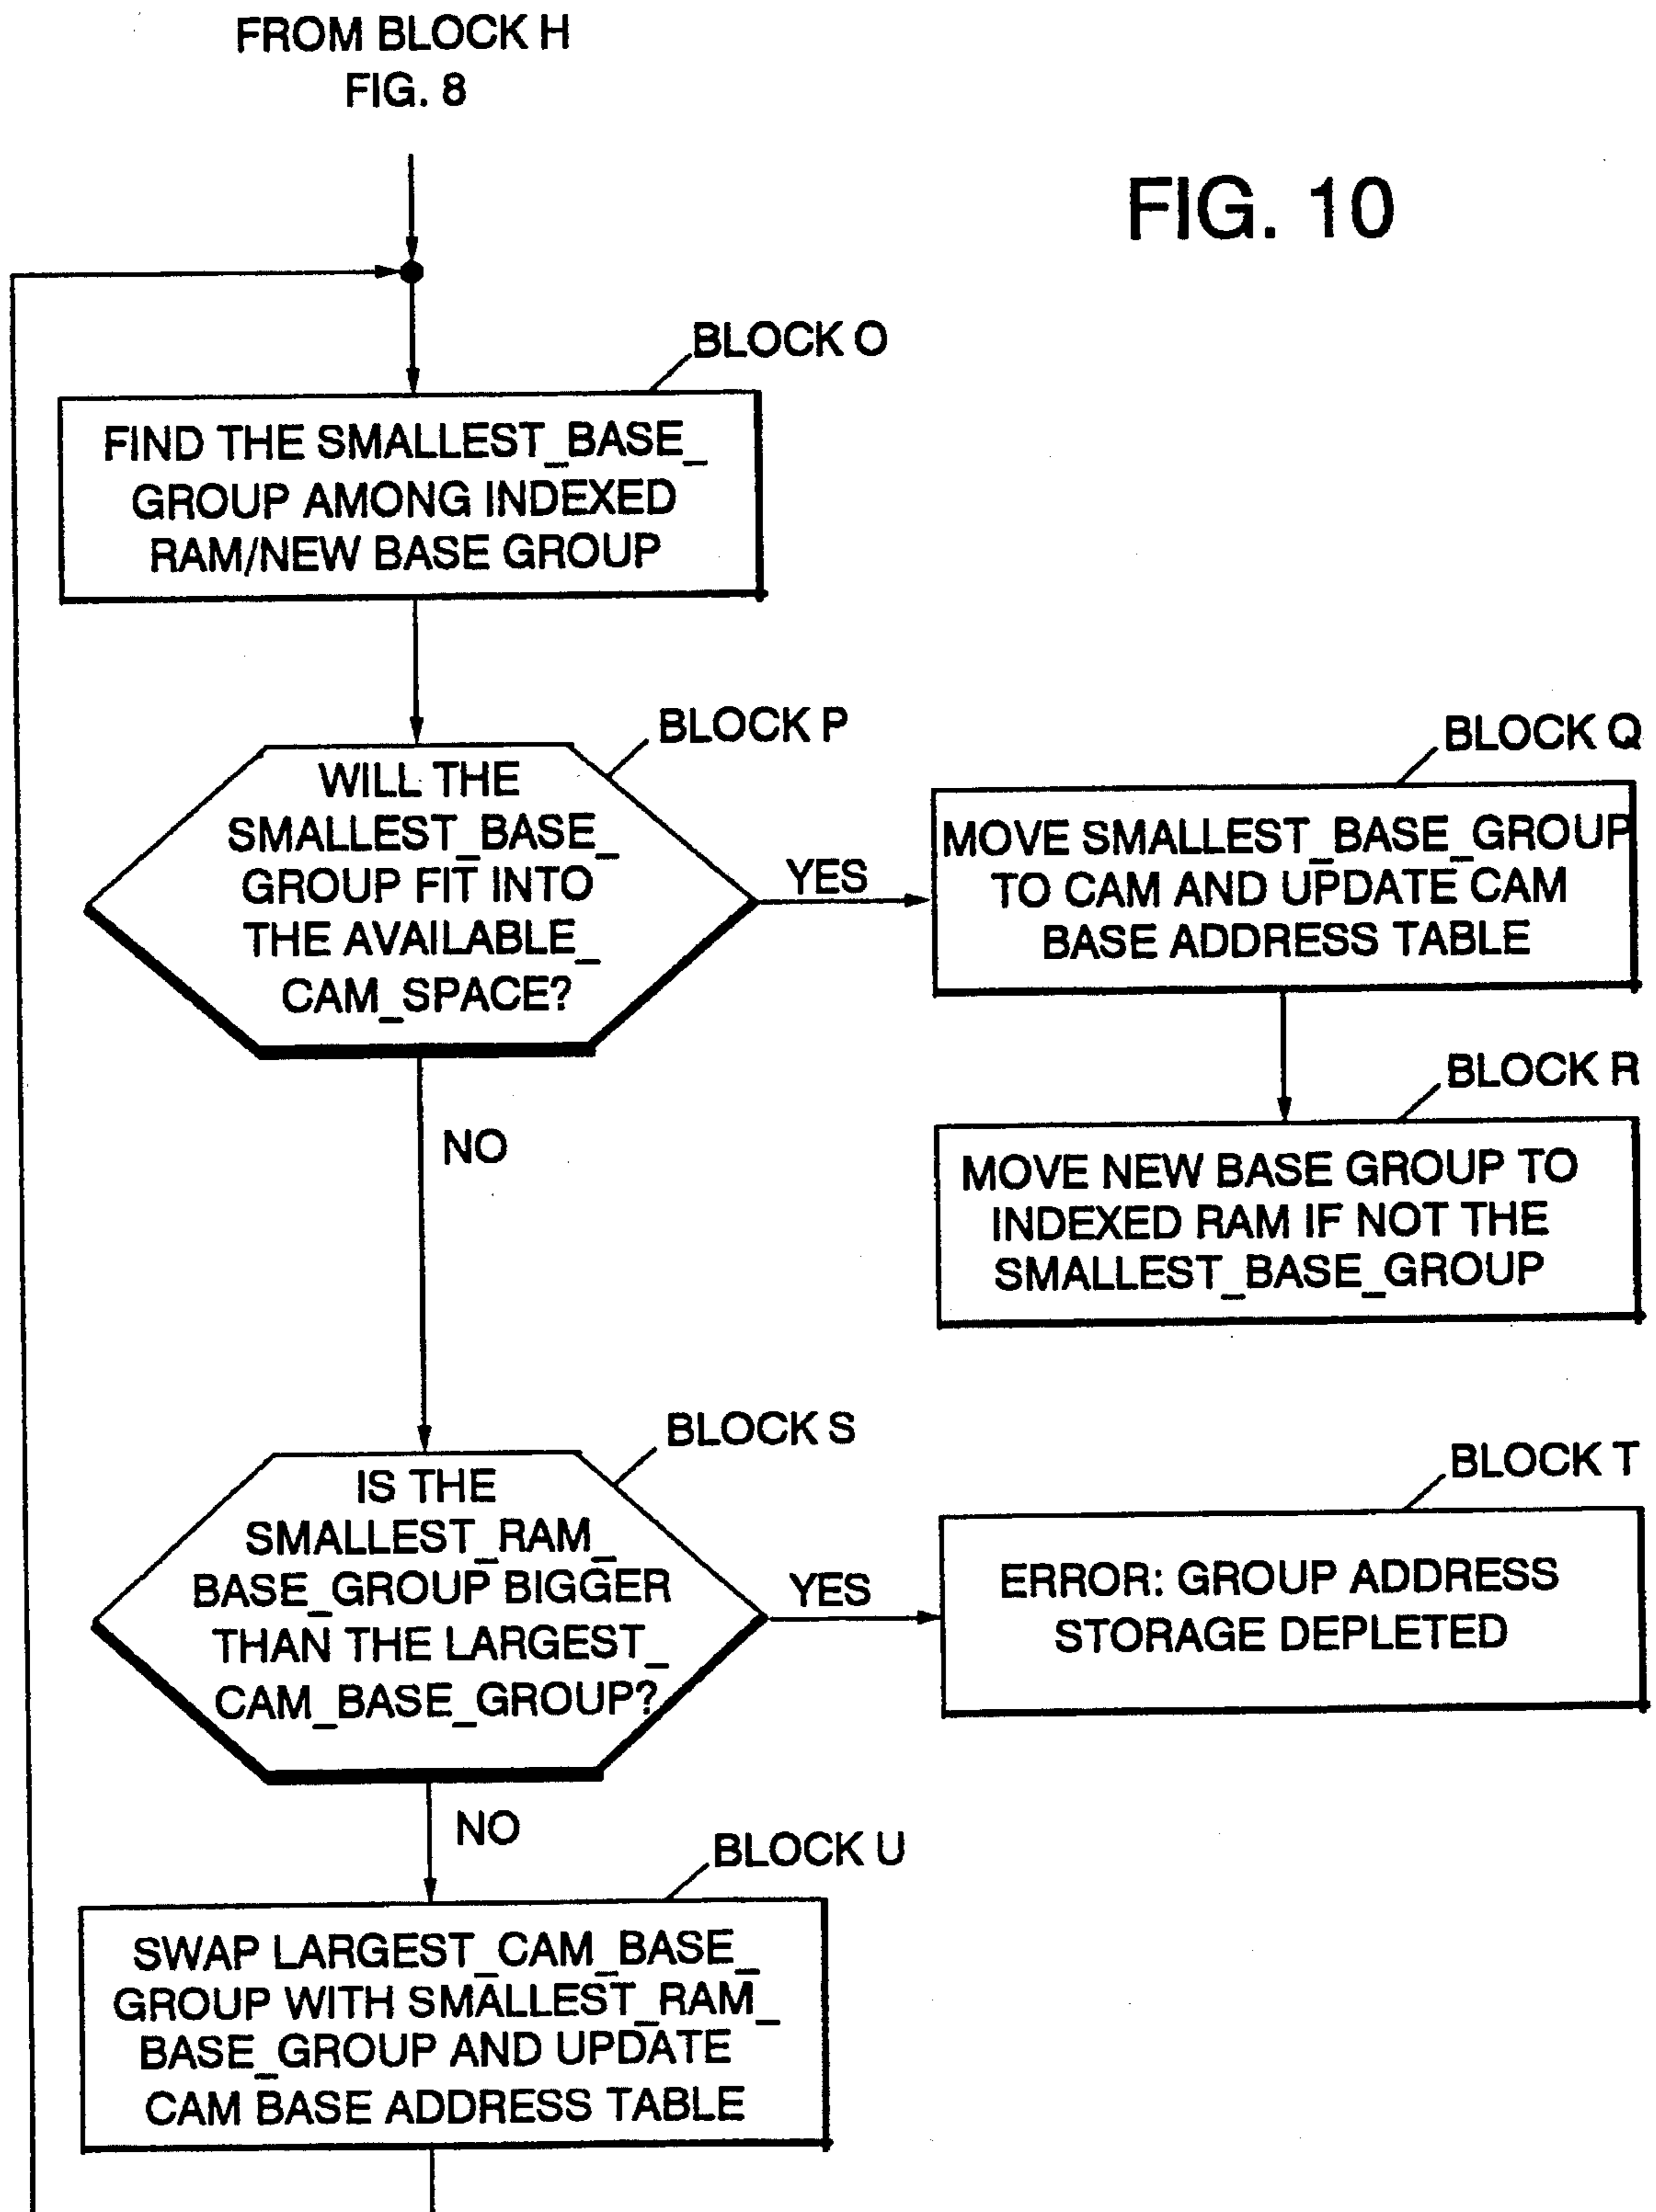 FROM BLOCK H
FIG. 8
FIG. 10
BLOCK O
FIND THE SMALLEST_BASE_
GROUP AMONG INDEXED
RAM/NEW BASE GROUP
BLOCK P
WILL THE
SMALLEST_BASE_
GROUP FIT INTO
THE AVAILABLE_
CAM_SPACE?
YES
BLOCK Q
MOVE SMALLEST_BASE_GROUP
TO CAM AND UPDATE CAM
BASE ADDRESS TABLE
BLOCK R
MOVE NEW BASE GROUP TO
INDEXED RAM IF NOT THE
SMALLEST_BASE_GROUP
NO
BLOCK S
IS THE
SMALLEST_RAM_
BASE_GROUP BIGGER
THAN THE LARGEST_
CAM_BASE_GROUP?
YES
BLOCK T
ERROR: GROUP ADDRESS
STORAGE DEPLETED
NO
BLOCK U
SWAP LARGEST_CAM_BASE_
GROUP WITH SMALLEST_RAM_
BASE_GROUP AND UPDATE
CAM BASE ADDRESS TABLE